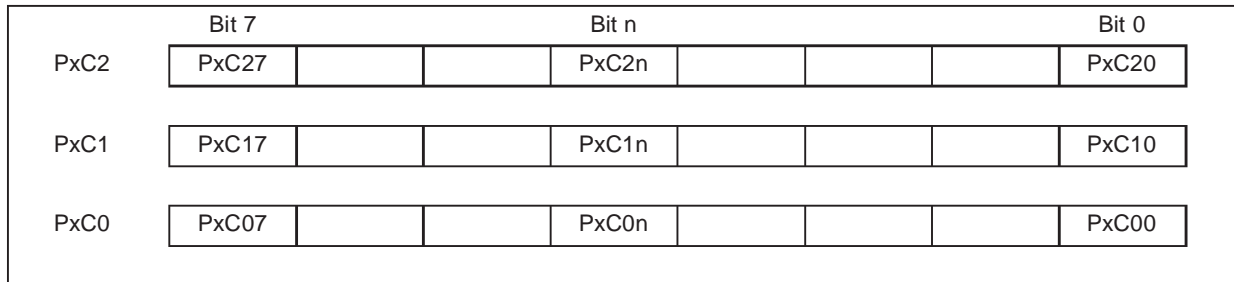 Bit 7 Bit n Bit 0
PxC2 PxC27 PxC2n PxC20
PxC1 PxC17 PxC1n PxC10
PxC0 PxC07 PxC0n PxC00